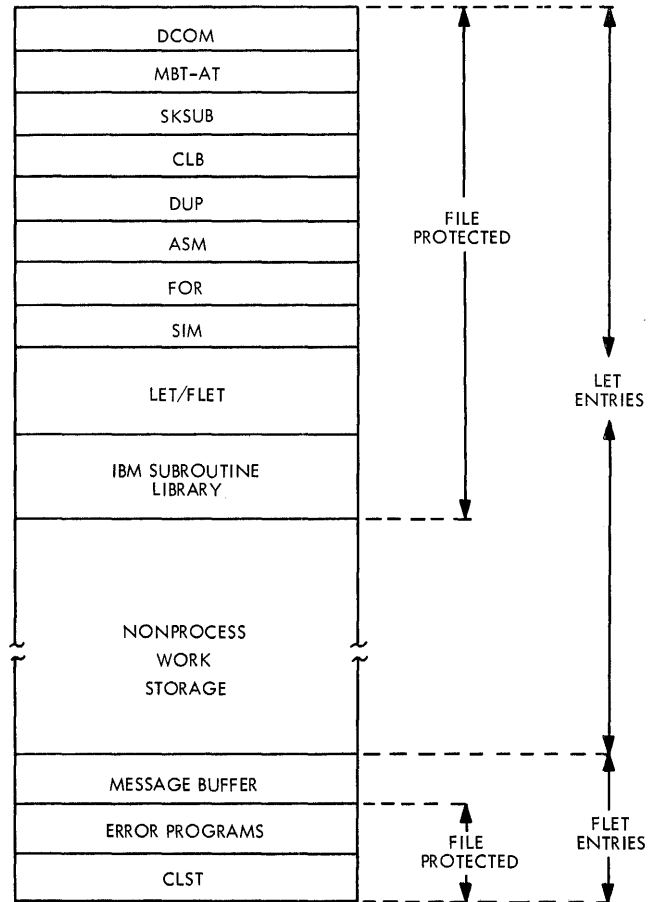 DCOM
MBT-AT
SKSUB
CLB
DUP
ASM
FOR
SIM
LET/FLET
IBM SUBROUTINE
LIBRARY
NONPROCESS
WORK
STORAGE
MESSAGE BUFFER
ERROR PROGRAMS
CLST
FILE
PROTECTED
FILE
PROTECTED
LET
ENTRIES
FLET
ENTRIES